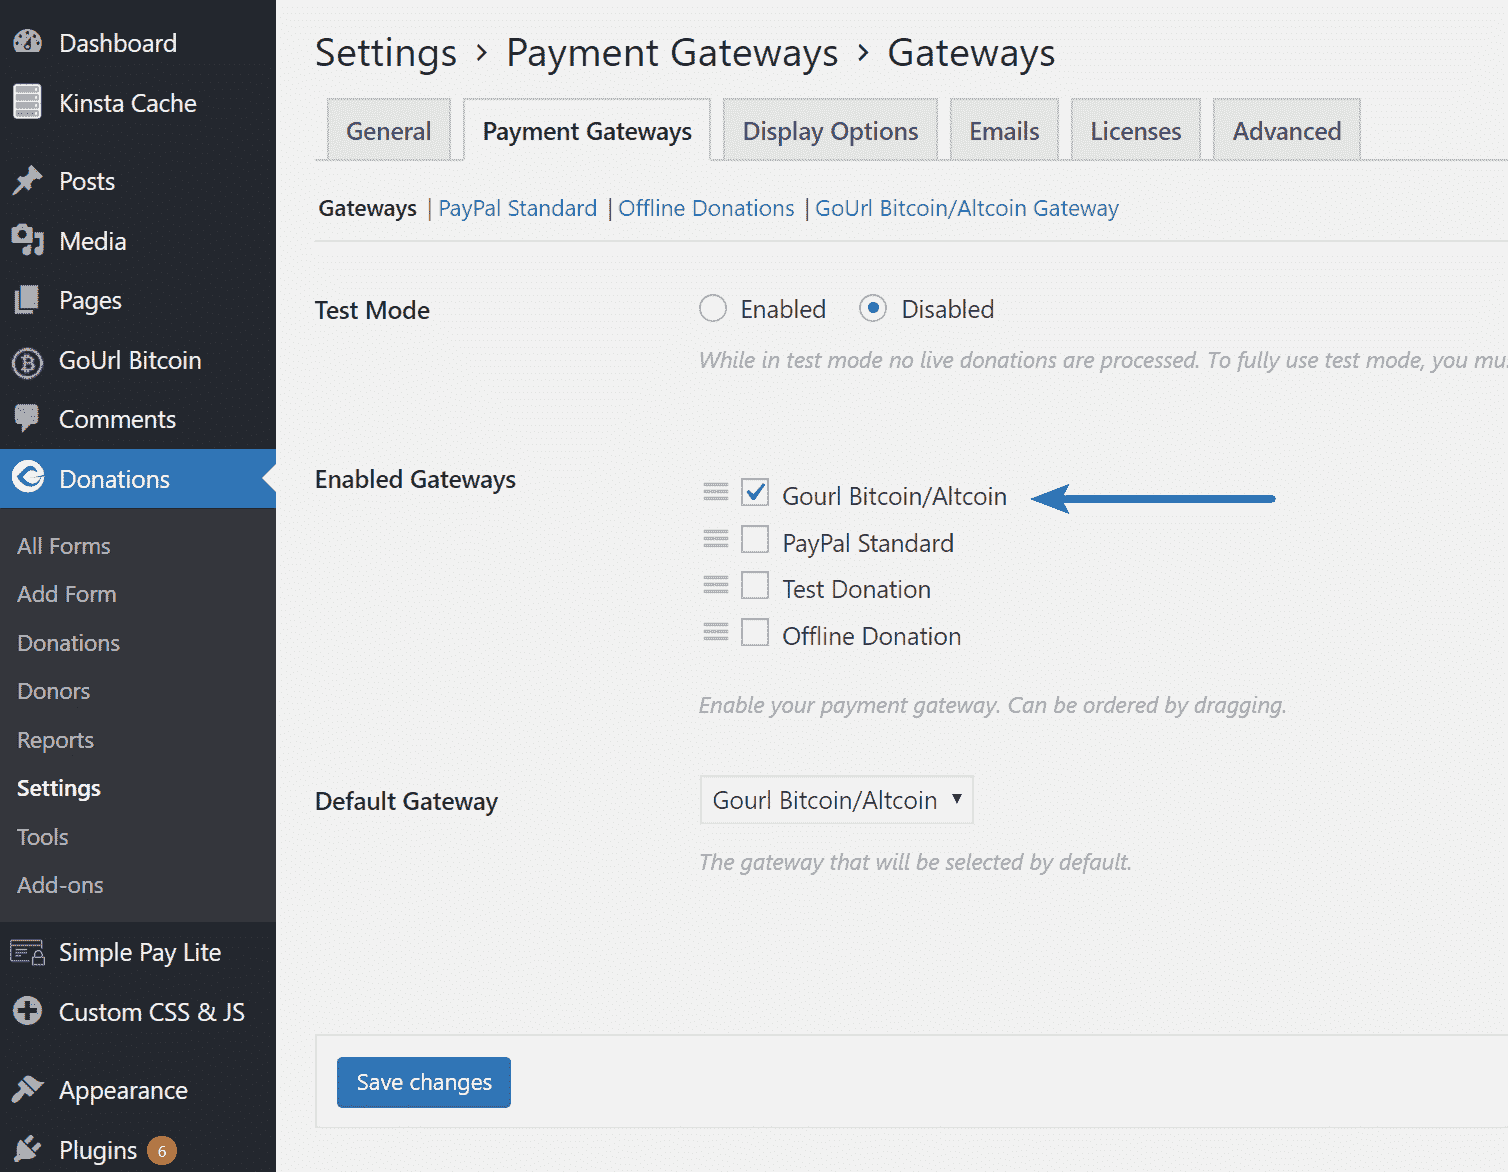 Dashboard
Kinsta Cache
Posts
Media
Pages
GoUrl Bitcoin
Comments
Donations
All Forms
Add Form
Donations
Donors
Reports
Settings
Tools
Add-ons
Simple Pay Lite
Custom CSS & JS
Appearance
Plugins 6
Settings › Payment Gateways › Gateways
General Payment Gateways Display Options Emails Licenses Advanced
Gateways | PayPal Standard | Offline Donations | GoUrl Bitcoin/Altcoin Gateway
Test Mode Enabled Disabled
While in test mode no live donations are processed. To fully use test mode, you
Enabled Gateways
Gourl Bitcoin/Altcoin
PayPal Standard
Test Donation
Offline Donation
Enable your payment gateway. Can be ordered by dragging.
Default Gateway Gourl Bitcoin/Altcoin
The gateway that will be selected by default.
Save changes